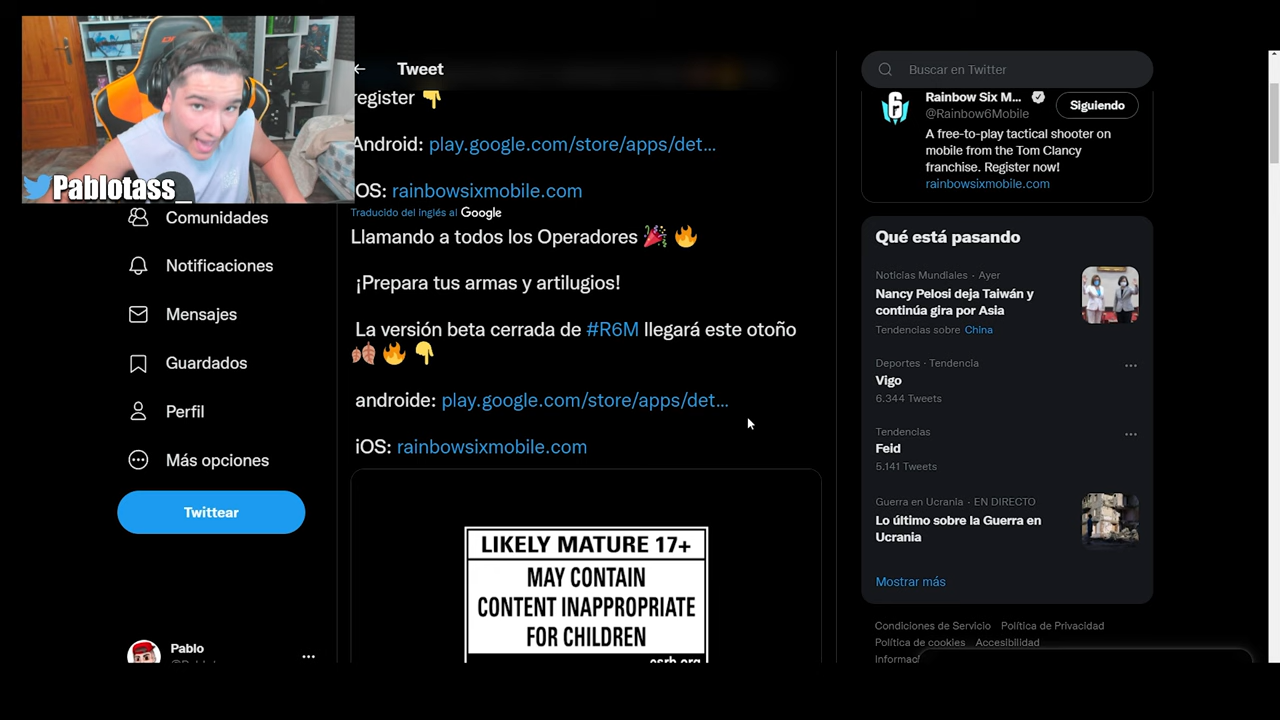 Pablotass_
Comunidades
Notificaciones
Mensajes
Guardados
Perfil
Más opciones
Twittear
Pablo
Tweet
register 👇
Android: play.google.com/store/apps/det...
iOS: rainbowsixmobile.com
Traducido del Inglés al Google
Llamando a todos los Operadores 🎉 🔥
¡Prepara tus armas y artilugios!
La versión beta cerrada de #R6M llegará este otoño
🍂 🔥 👇
androide: play.google.com/store/apps/det...
iOS: rainbowsixmobile.com
LIKELY MATURE 17+
MAY CONTAIN
CONTENT INAPPROPRIATE
FOR CHILDREN
esrb.org
Buscar en Twitter
Rainbow Six M...
@Rainbow6Mobile
Siguiendo
A free-to-play tactical shooter on
mobile from the Tom Clancy
franchise. Register now!
rainbowsixmobile.com
Qué está pasando
Noticias Mundiales · Ayer
Nancy Pelosi deja Taiwán y
continúa gira por Asia
Tendencias sobre China
Deportes · Tendencia
Vigo
6.344 Tweets
Tendencias
Feid
5.141 Tweets
Guerra en Ucrania · EN DIRECTO
Lo último sobre la Guerra en
Ucrania
Mostrar más
Condiciones de Servicio Política de Privacidad
Política de cookies Accesibilidad